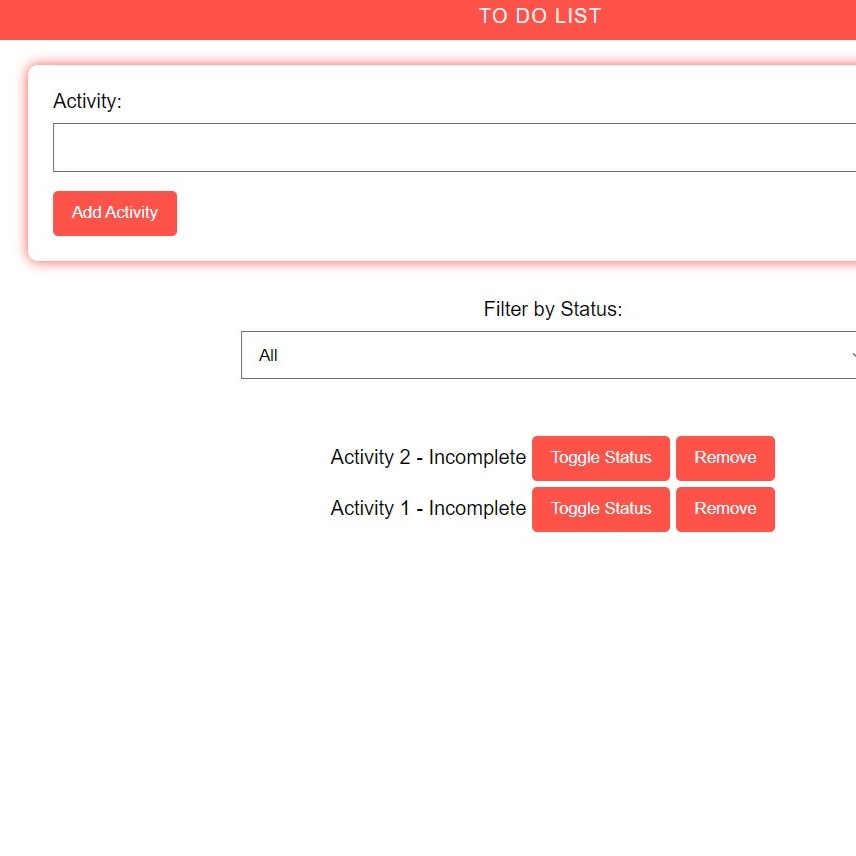 TO DO LIST
Activity:
Add Activity
Filter by Status:
All
Activity 2 - Incomplete Toggle Status Remove
Activity 1 - Incomplete Toggle Status Remove